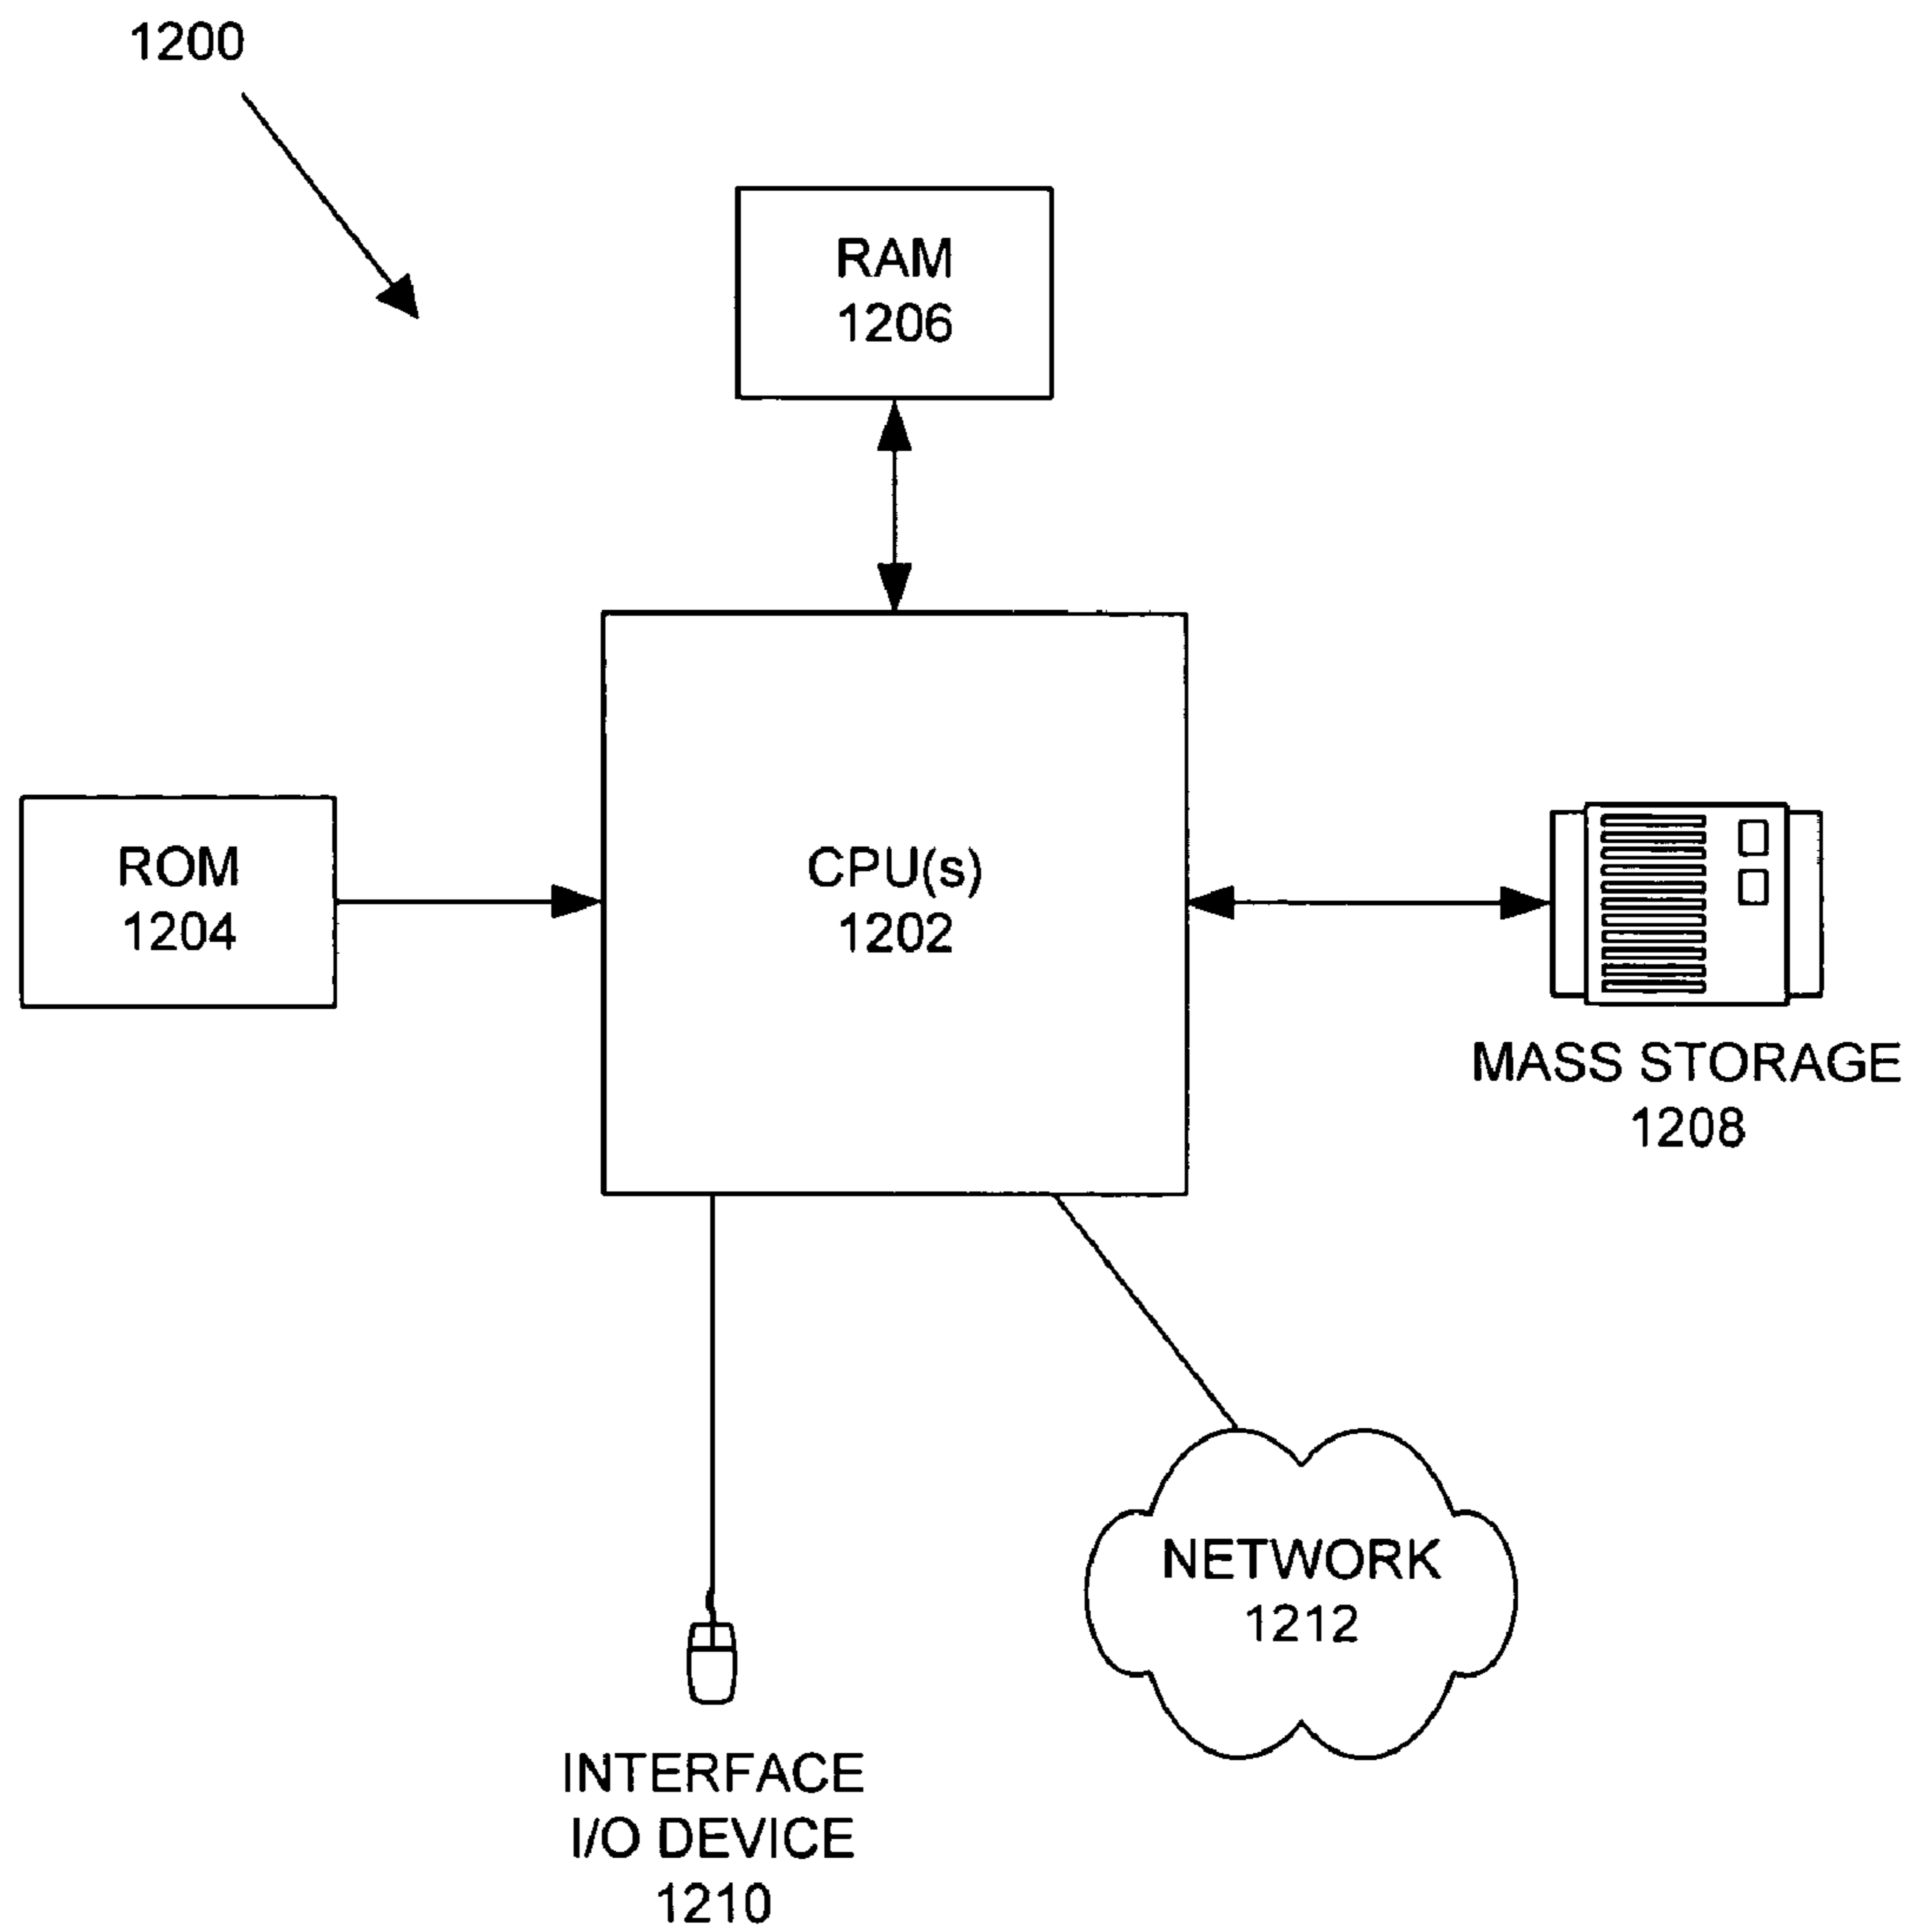 1200
RAM
1206
ROM
1204
CPU(s)
1202
MASS STORAGE
1208
NETWORK
1212
INTERFACE
I/O DEVICE
1210